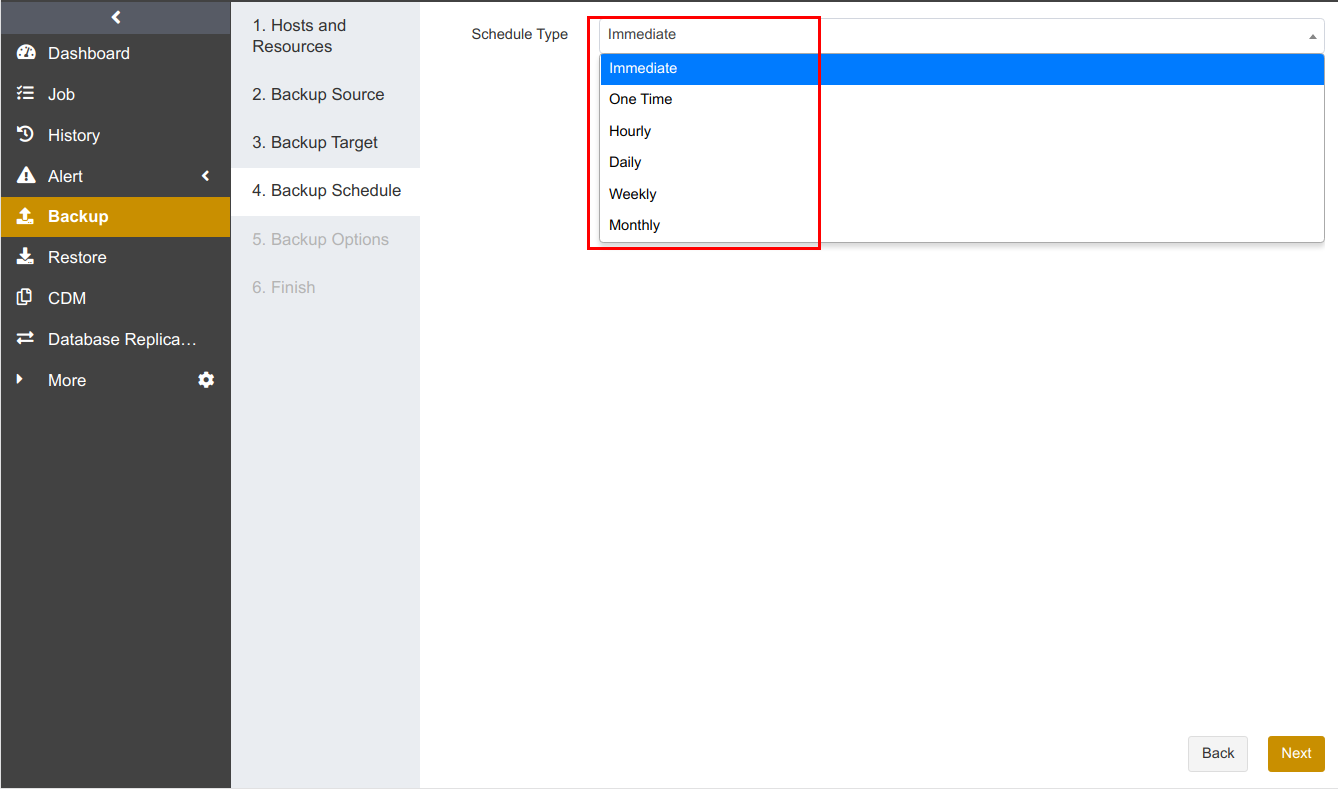 Dashboard
Job
History
Alert
Backup
Restore
CDM
Database Replica…
More
1. Hosts and
Resources
2. Backup Source
3. Backup Target
4. Backup Schedule
5. Backup Options
6. Finish
Schedule Type
Immediate
Immediate
One Time
Hourly
Daily
Weekly
Monthly
Back
Next